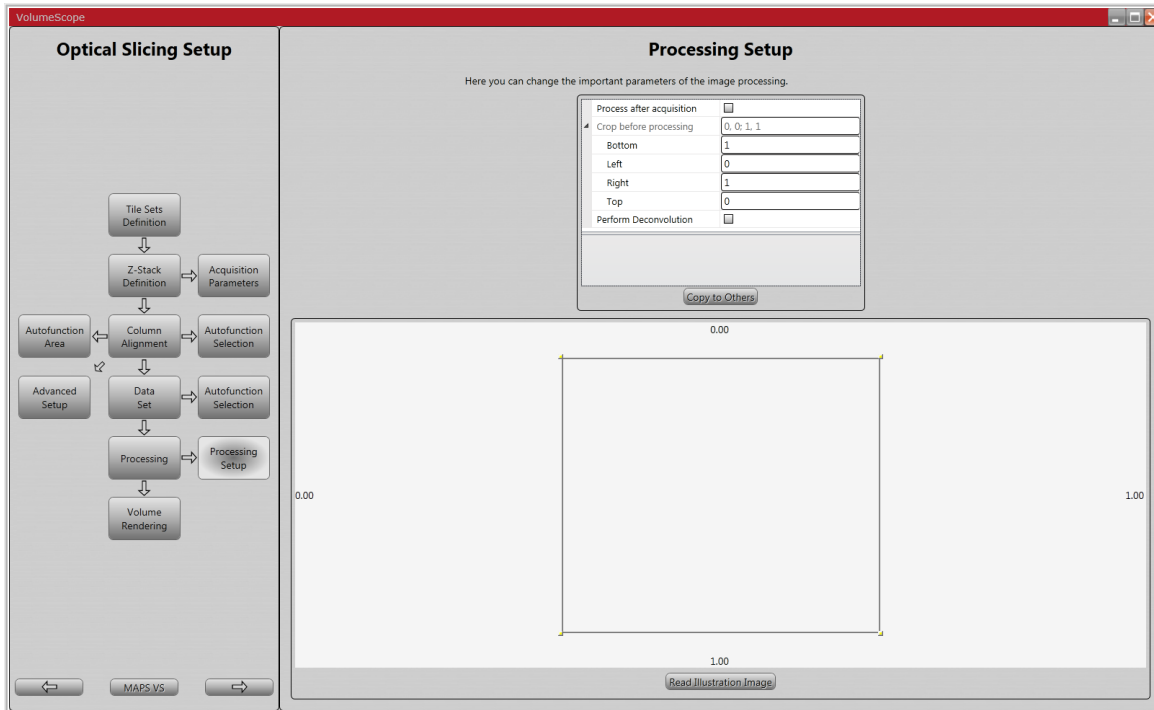 VolumeScope
Optical Slicing Setup
Tile Sets
Definition
Z-Stack
Definition
Acquisition
Parameters
Autofunction
Area
Column
Alignment
Autofunction
Selection
Advanced
Setup
Data
Set
Autofunction
Selection
Processing
Processing
Setup
Volume
Rendering
MAPS VS
Processing Setup
Here you can change the important parameters of the image processing.
Process after acquisition
Crop before processing 0, 0; 1, 1
Bottom 1
Left 0
Right 1
Top 0
Perform Deconvolution
Copy to Others
0.00
0.00
1.00
1.00
Read Illustration Image